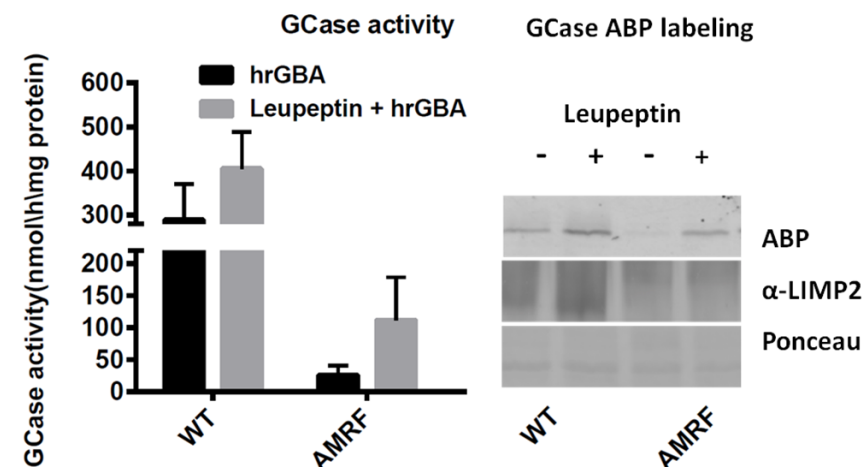 GCase activity
GCase ABP labeling
GCase activity(nmol\h\mg protein)
hrGBA
Leupeptin + hrGBA
600
500
400
300
200
150
100
50
0
WT
AMRF
Leupeptin
- + - +
ABP
α-LIMP2
Ponceau
WT
AMRF